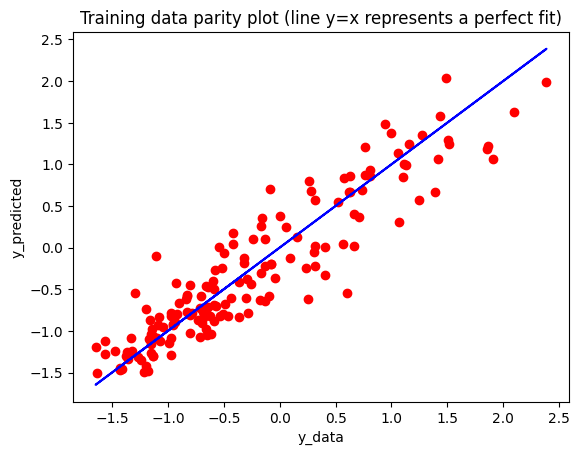 Training data parity plot (line y=x represents a perfect fit)
2.5
2.0
1.5
1.0
0.5
0.0
−0.5
−1.0
−1.5
y_predicted
−1.5 −1.0 −0.5 0.0 0.5 1.0 1.5 2.0 2.5
y_data